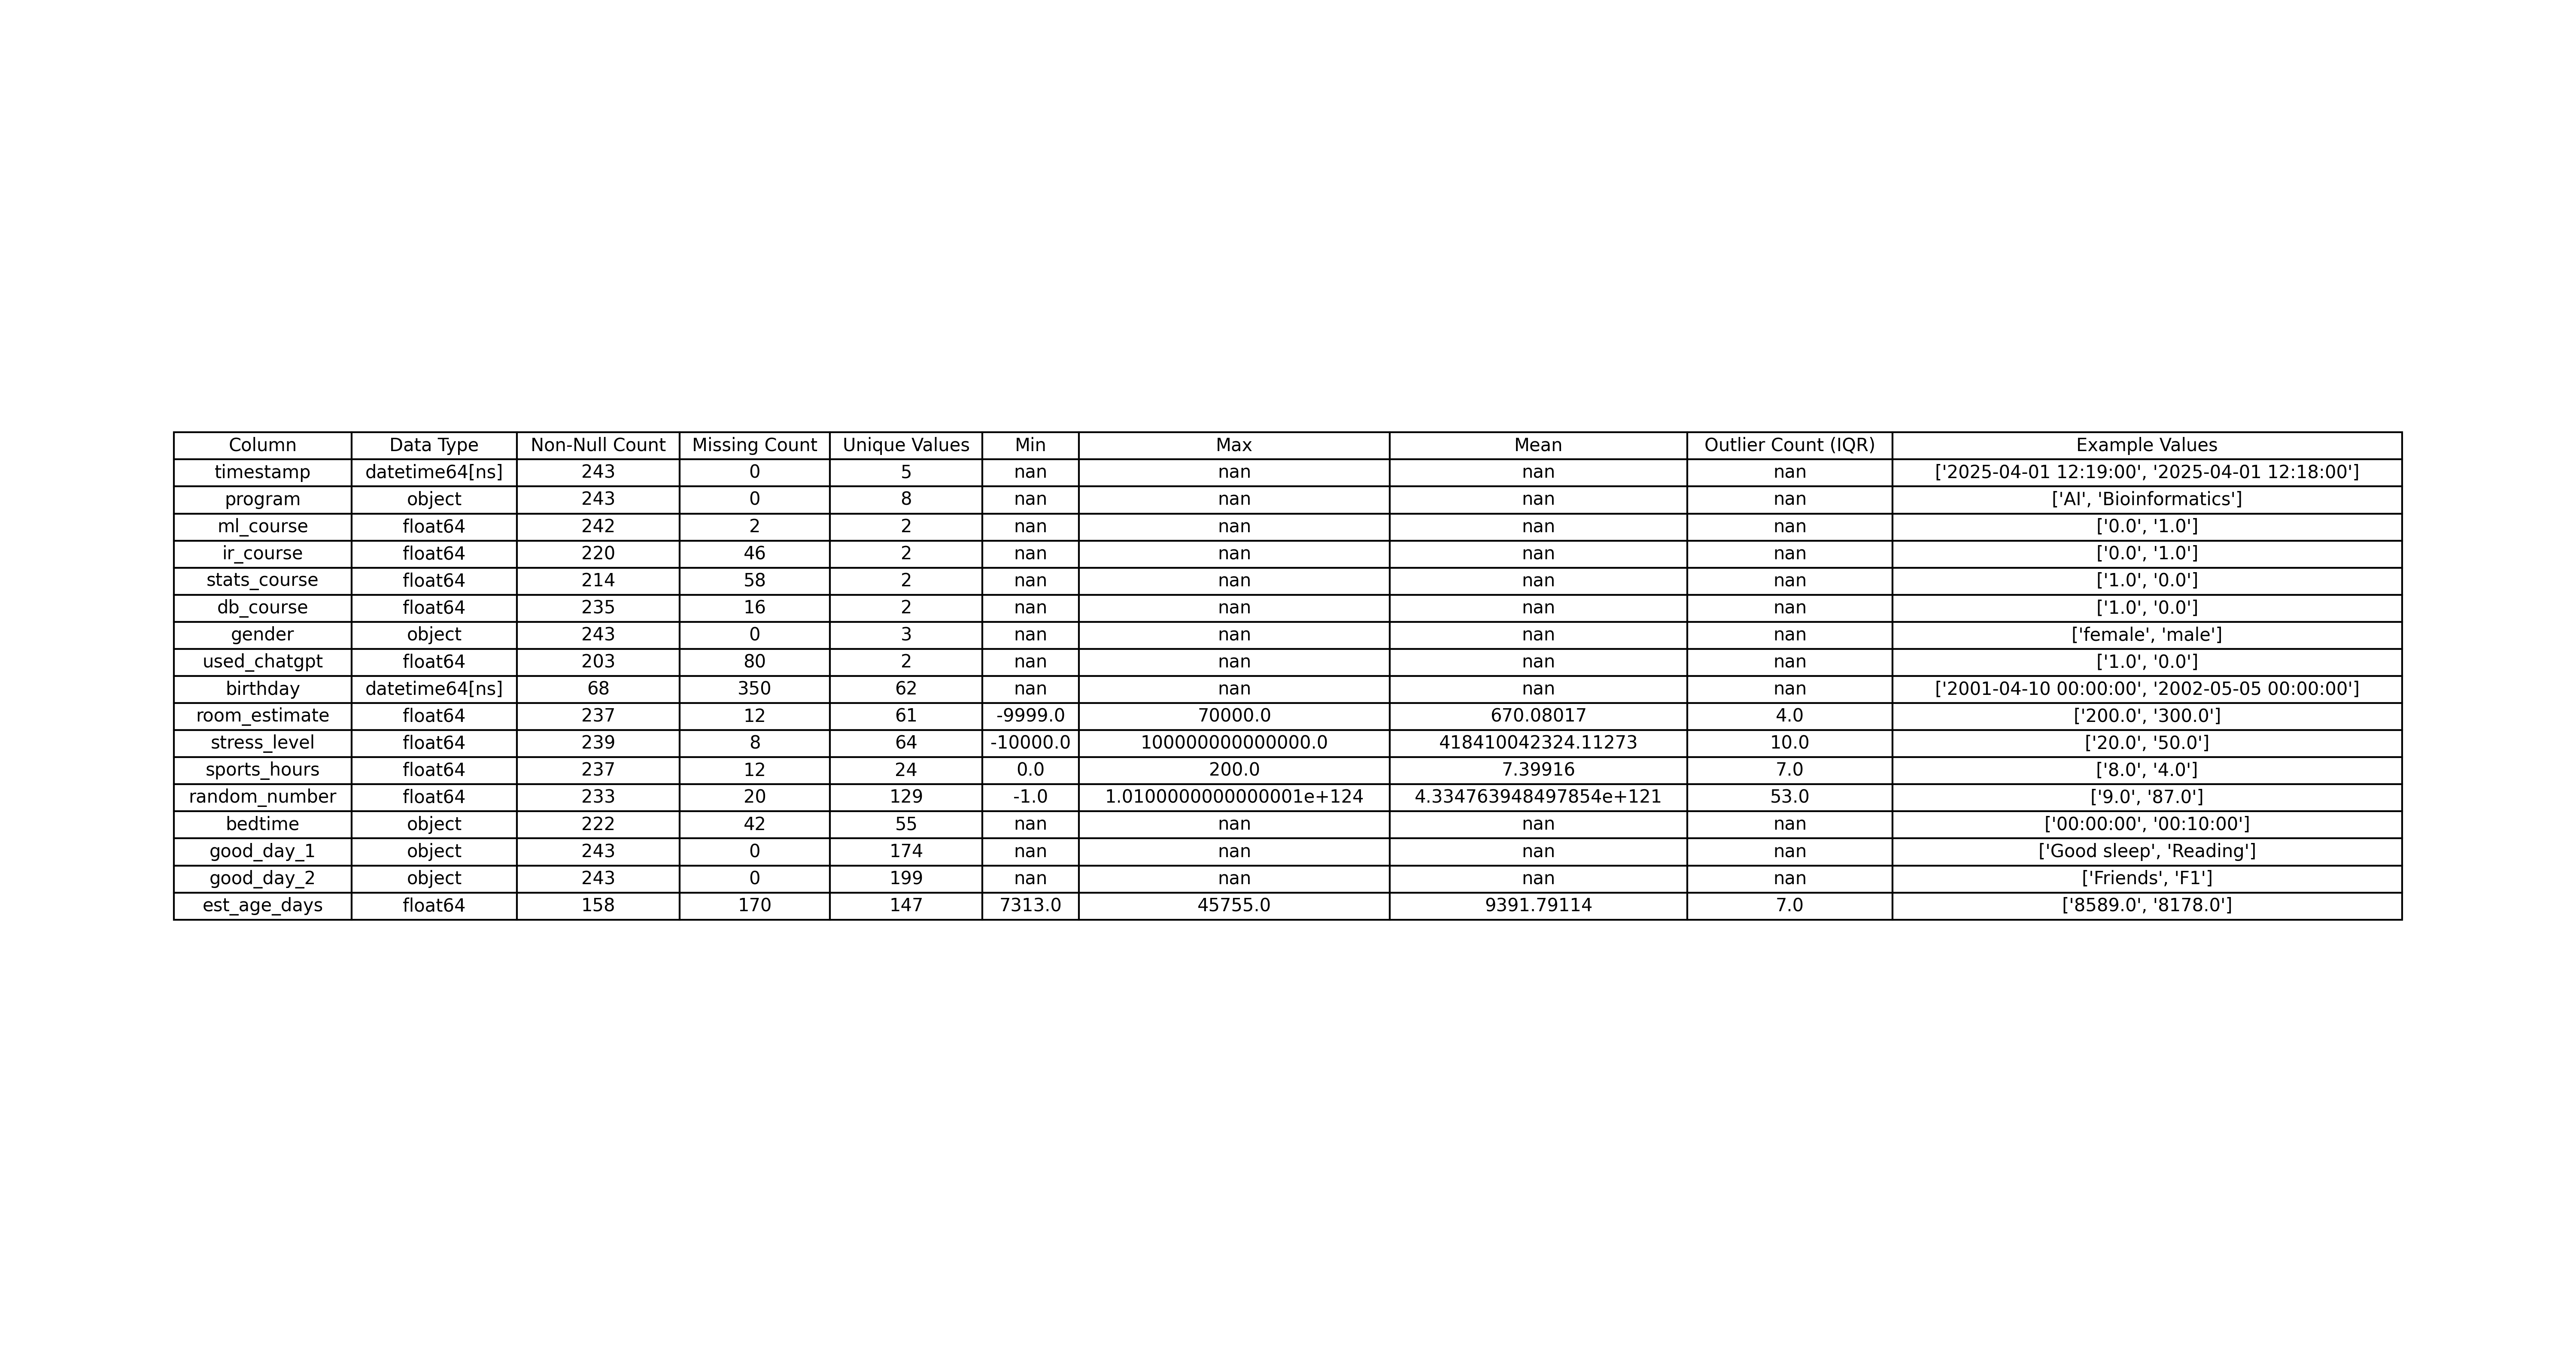 Column Data Type Non-Null Count Missing Count Unique Values Min Max Mean Outlier Count (IQR) Example Values
timestamp datetime64[ns] 243 0 5 nan nan nan nan ['2025-04-01 12:19:00', '2025-04-01 12:18:00']
program object 243 0 8 nan nan nan nan ['AI', 'Bioinformatics']
ml_course float64 242 2 2 nan nan nan nan ['0.0', '1.0']
ir_course float64 220 46 2 nan nan nan nan ['0.0', '1.0']
stats_course float64 214 58 2 nan nan nan nan ['1.0', '0.0']
db_course float64 235 16 2 nan nan nan nan ['1.0', '0.0']
gender object 243 0 3 nan nan nan nan ['female', 'male']
used_chatgpt float64 203 80 2 nan nan nan nan ['1.0', '0.0']
birthday datetime64[ns] 68 350 62 nan nan nan nan ['2001-04-10 00:00:00', '2002-05-05 00:00:00']
room_estimate float64 237 12 61 -9999.0 70000.0 670.08017 4.0 ['200.0', '300.0']
stress_level float64 239 8 64 -10000.0 100000000000000.0 418410042324.11273 10.0 ['20.0', '50.0']
sports_hours float64 237 12 24 0.0 200.0 7.39916 7.0 ['8.0', '4.0']
random_number float64 233 20 129 -1.0 1.0100000000000001e+124 4.334763948497854e+121 53.0 ['9.0', '87.0']
bedtime object 222 42 55 nan nan nan nan ['00:00:00', '00:10:00']
good_day_1 object 243 0 174 nan nan nan nan ['Good sleep', 'Reading']
good_day_2 object 243 0 199 nan nan nan nan ['Friends', 'F1']
est_age_days float64 158 170 147 7313.0 45755.0 9391.79114 7.0 ['8589.0', '8178.0']